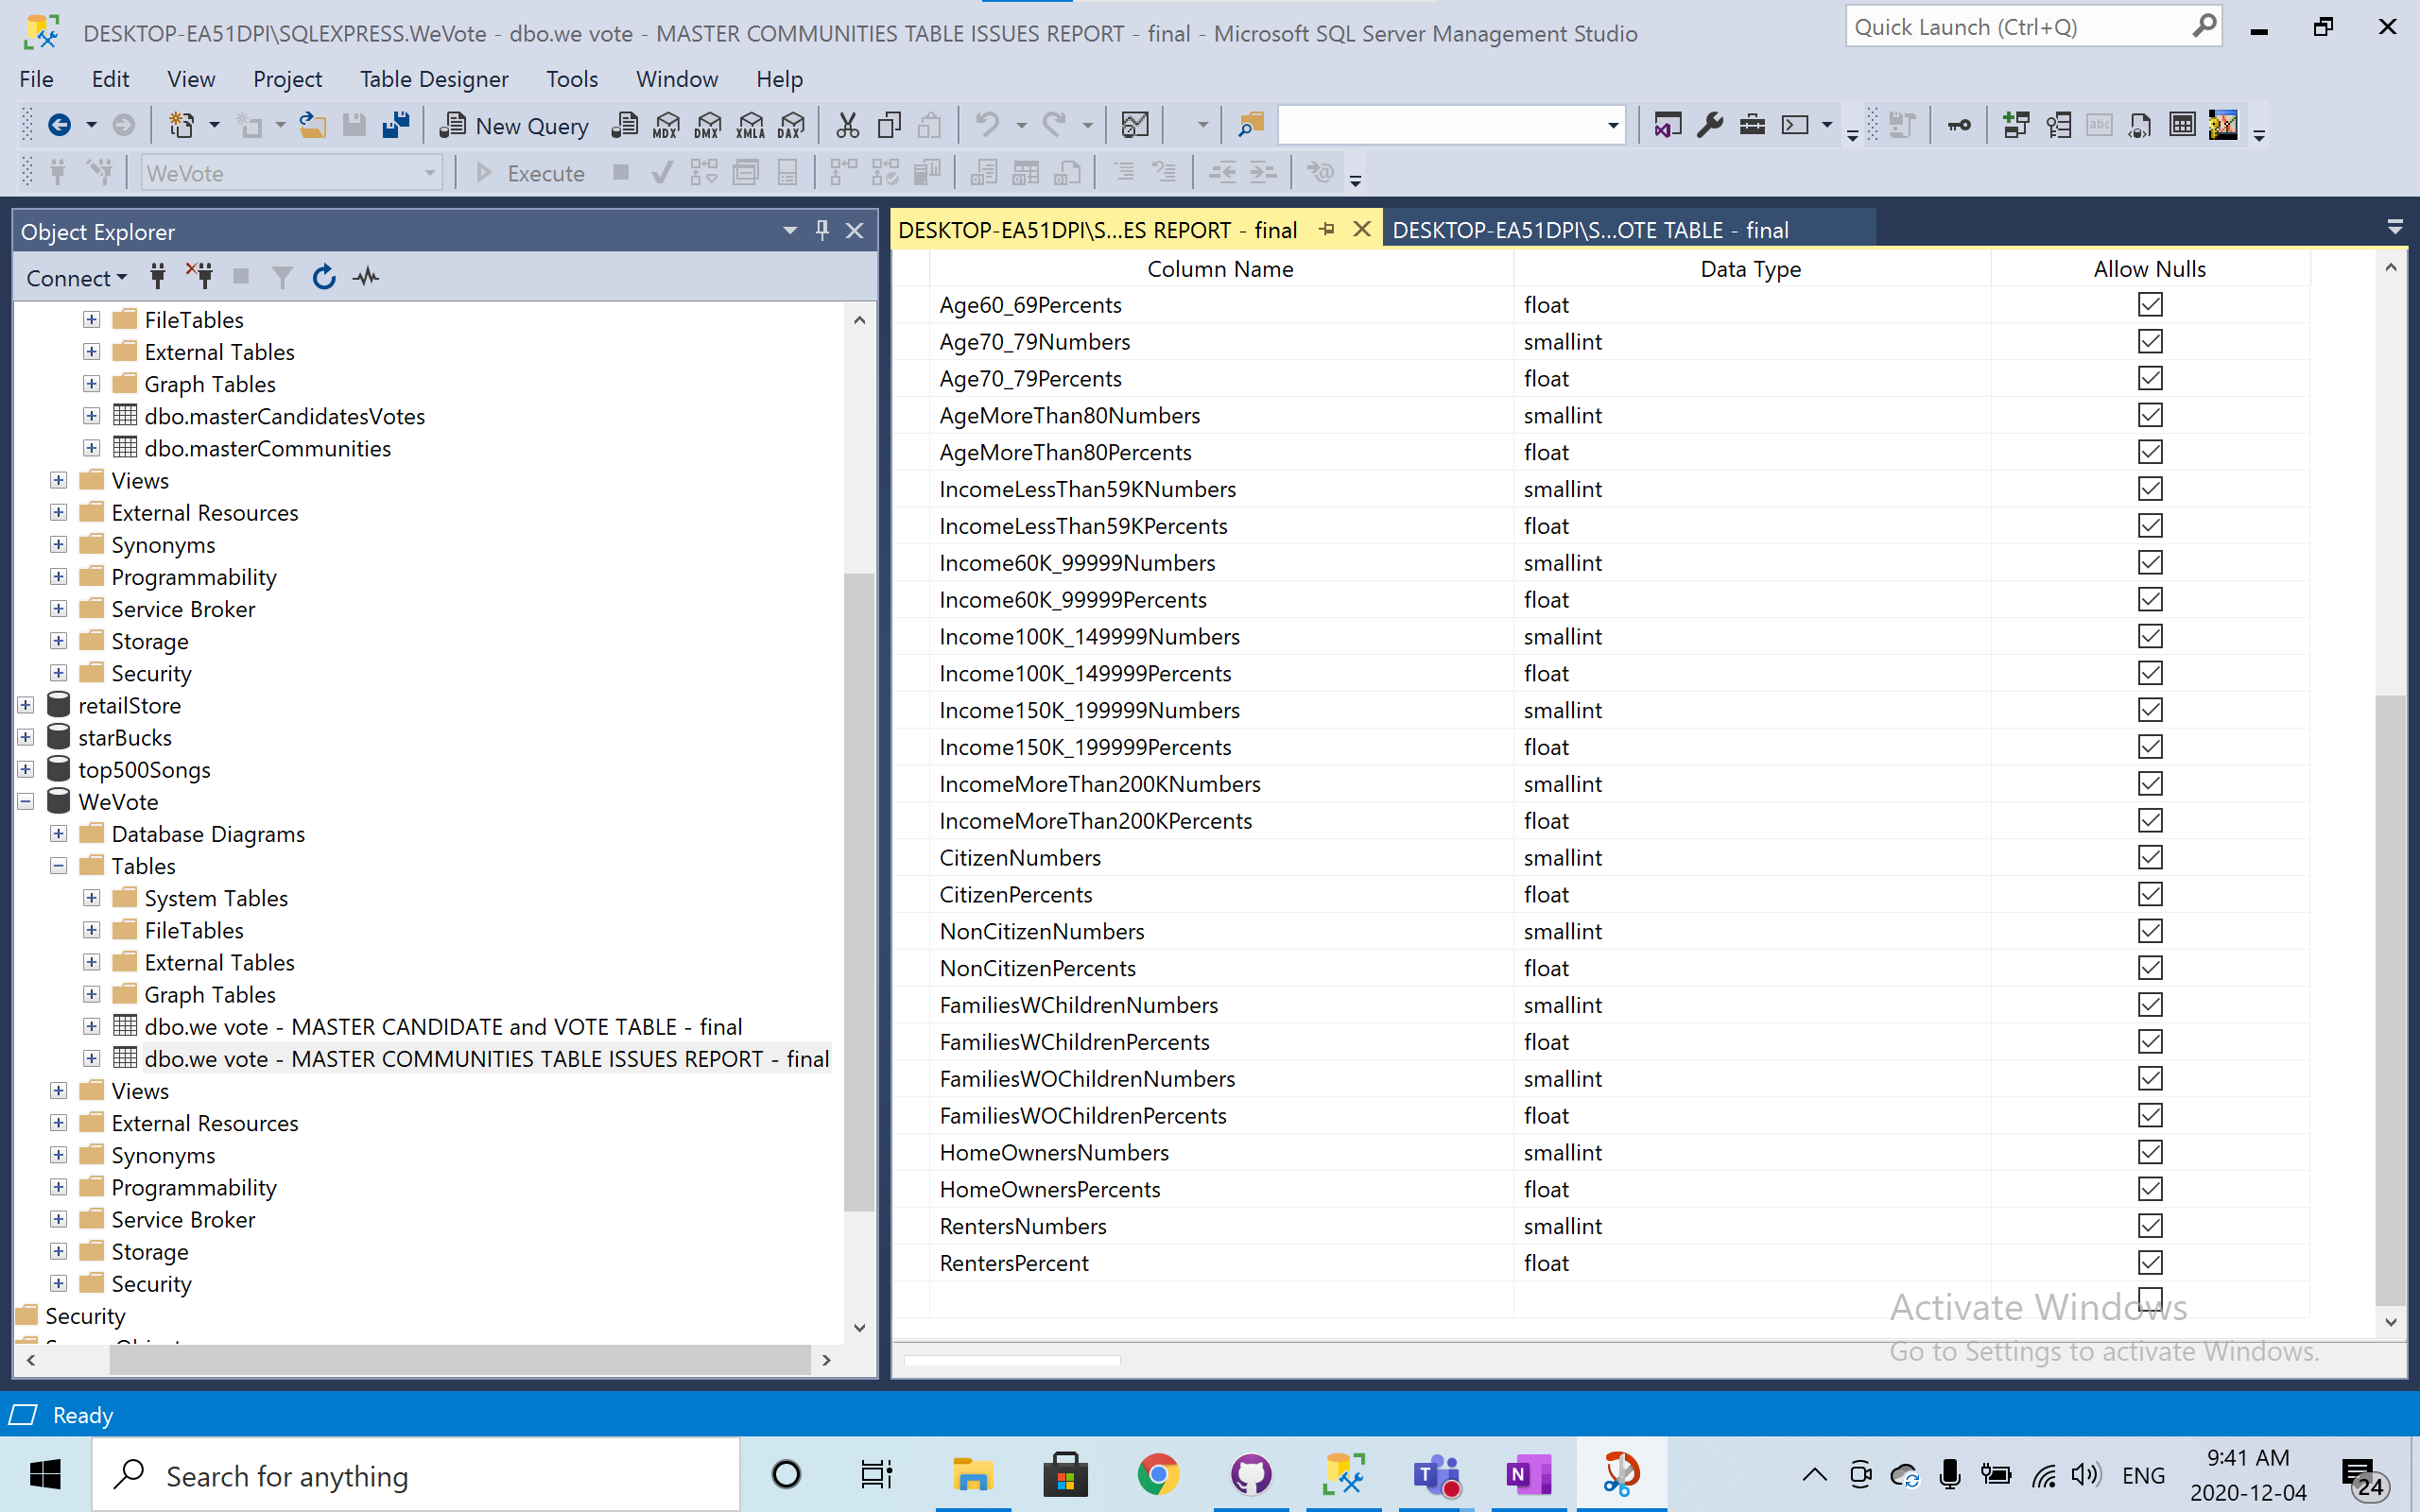 DESKTOP-EA51DPI\SQLEXPRESS.WeVote - dbo.we vote - MASTER COMMUNITIES TABLE ISSUES REPORT - final - Microsoft SQL Server Management Studio
Quick Launch (Ctrl+Q)
File Edit View Project Table Designer Tools Window Help
New Query MDX DMX XMLA DAX
abc
WeVote
Execute
Object Explorer
Connect
FileTables
External Tables
Graph Tables
dbo.masterCandidatesVotes
dbo.masterCommunities
Views
External Resources
Synonyms
Programmability
Service Broker
Storage
Security
retailStore
starBucks
top500Songs
WeVote
Database Diagrams
Tables
System Tables
FileTables
External Tables
Graph Tables
dbo.we vote - MASTER CANDIDATE and VOTE TABLE - final
dbo.we vote - MASTER COMMUNITIES TABLE ISSUES REPORT - final
Views
External Resources
Synonyms
Programmability
Service Broker
Storage
Security
Security
DESKTOP-EA51DPI\S...ES REPORT - final
DESKTOP-EA51DPI\S...OTE TABLE - final
Column Name Data Type Allow Nulls
Age60_69Percents float
Age70_79Numbers smallint
Age70_79Percents float
AgeMoreThan80Numbers smallint
AgeMoreThan80Percents float
IncomeLessThan59KNumbers smallint
IncomeLessThan59KPercents float
Income60K_99999Numbers smallint
Income60K_99999Percents float
Income100K_149999Numbers smallint
Income100K_149999Percents float
Income150K_199999Numbers smallint
Income150K_199999Percents float
IncomeMoreThan200KNumbers smallint
IncomeMoreThan200KPercents float
CitizenNumbers smallint
CitizenPercents float
NonCitizenNumbers smallint
NonCitizenPercents float
FamiliesWChildrenNumbers smallint
FamiliesWChildrenPercents float
FamiliesWOChildrenNumbers smallint
FamiliesWOChildrenPercents float
HomeOwnersNumbers smallint
HomeOwnersPercents float
RentersNumbers smallint
RentersPercent float
Activate Windows
Go to Settings to activate Windows.
Ready
Search for anything
T
N
ENG
9:41 AM
2020-12-04
24